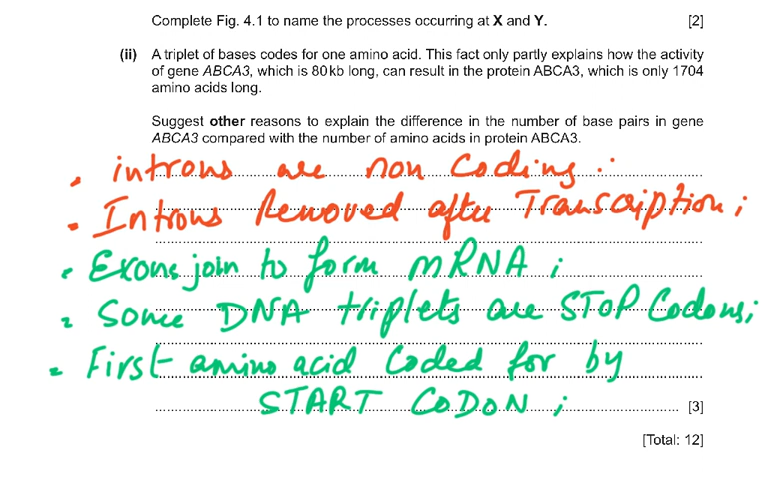 Complete Fig. 4.1 to name the processes occurring at X and Y. [2]
(ii) A triplet of bases codes for one amino acid. This fact only partly explains how the activity
of gene ABCA3, which is 80 kb long, can result in the protein ABCA3, which is only 1704
amino acids long.
Suggest other reasons to explain the difference in the number of base pairs in gene
ABCA3 compared with the number of amino acids in protein ABCA3.
. introns are non Coding :
. Introns Removed after Transcription ;
. Exons join to form mRNA ;
. Some DNA triplets are STOP Codons ;
. First amino acid Coded for by
START CODON ; [3]
[Total: 12]